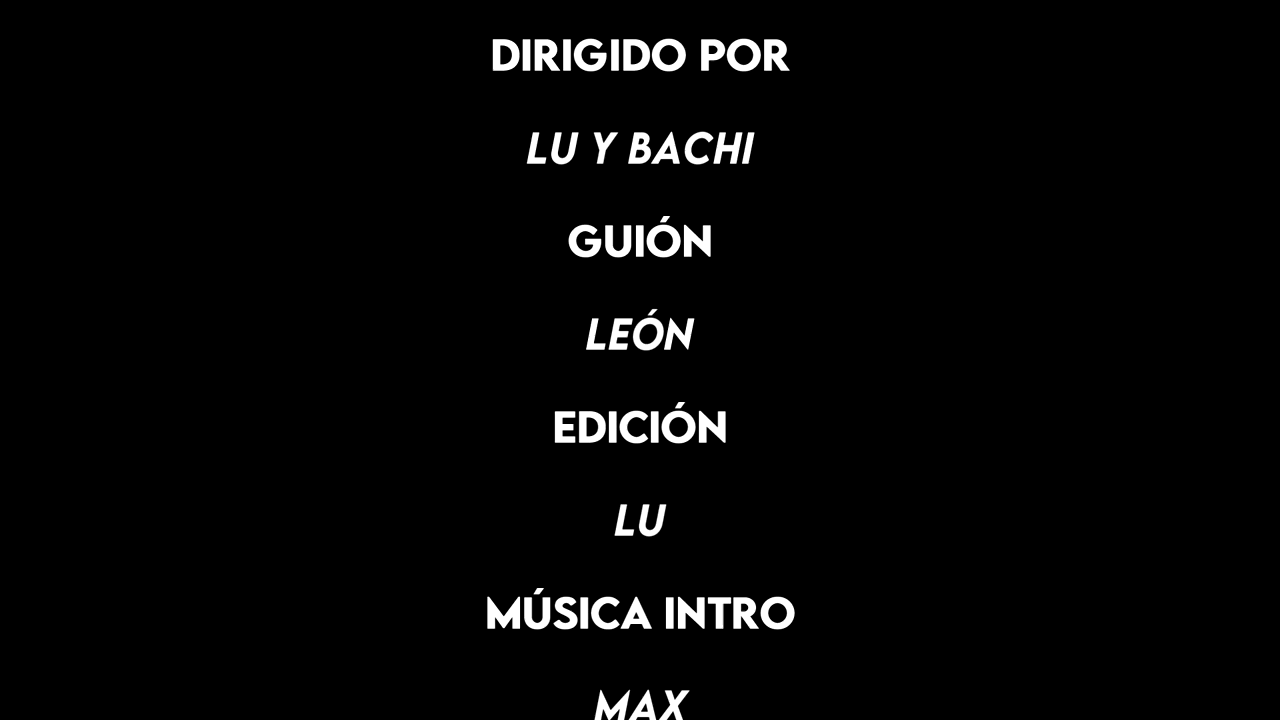 DIRIGIDO POR
LU Y BACHI
GUIÓN
LEÓN
EDICIÓN
LU
MÚSICA INTRO
MAX